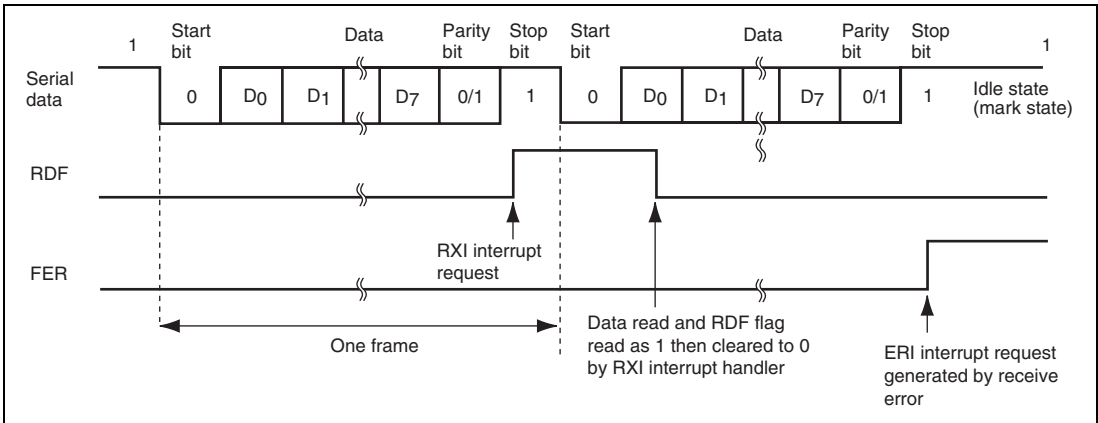 1
Start
bit
Data
Parity
bit
Stop
bit
Start
bit
Data
Parity
bit
Stop
bit
1
Serial
data
0 D0 D1 D7 0/1 1 0 D0 D1 D7 0/1 1
Idle state
(mark state)
RDF
RXI interrupt
request
FER
One frame
Data read and RDF flag
read as 1 then cleared to 0
by RXI interrupt handler
ERI interrupt request
generated by receive
error